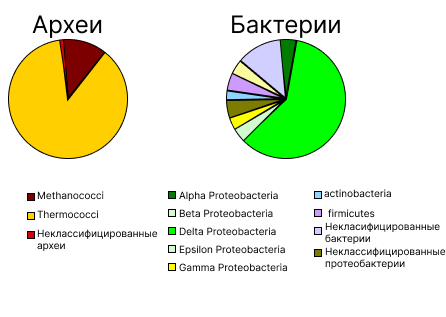 Археи
Бактерии
Methanococci
Thermococci
Неклассифицированные
археи
Alpha Proteobacteria
Beta Proteobacteria
Delta Proteobacteria
Epsilon Proteobacteria
Gamma Proteobacteria
actinobacteria
firmicutes
Некласифицированные
бактерии
Неклассифицированные
протеобактерии